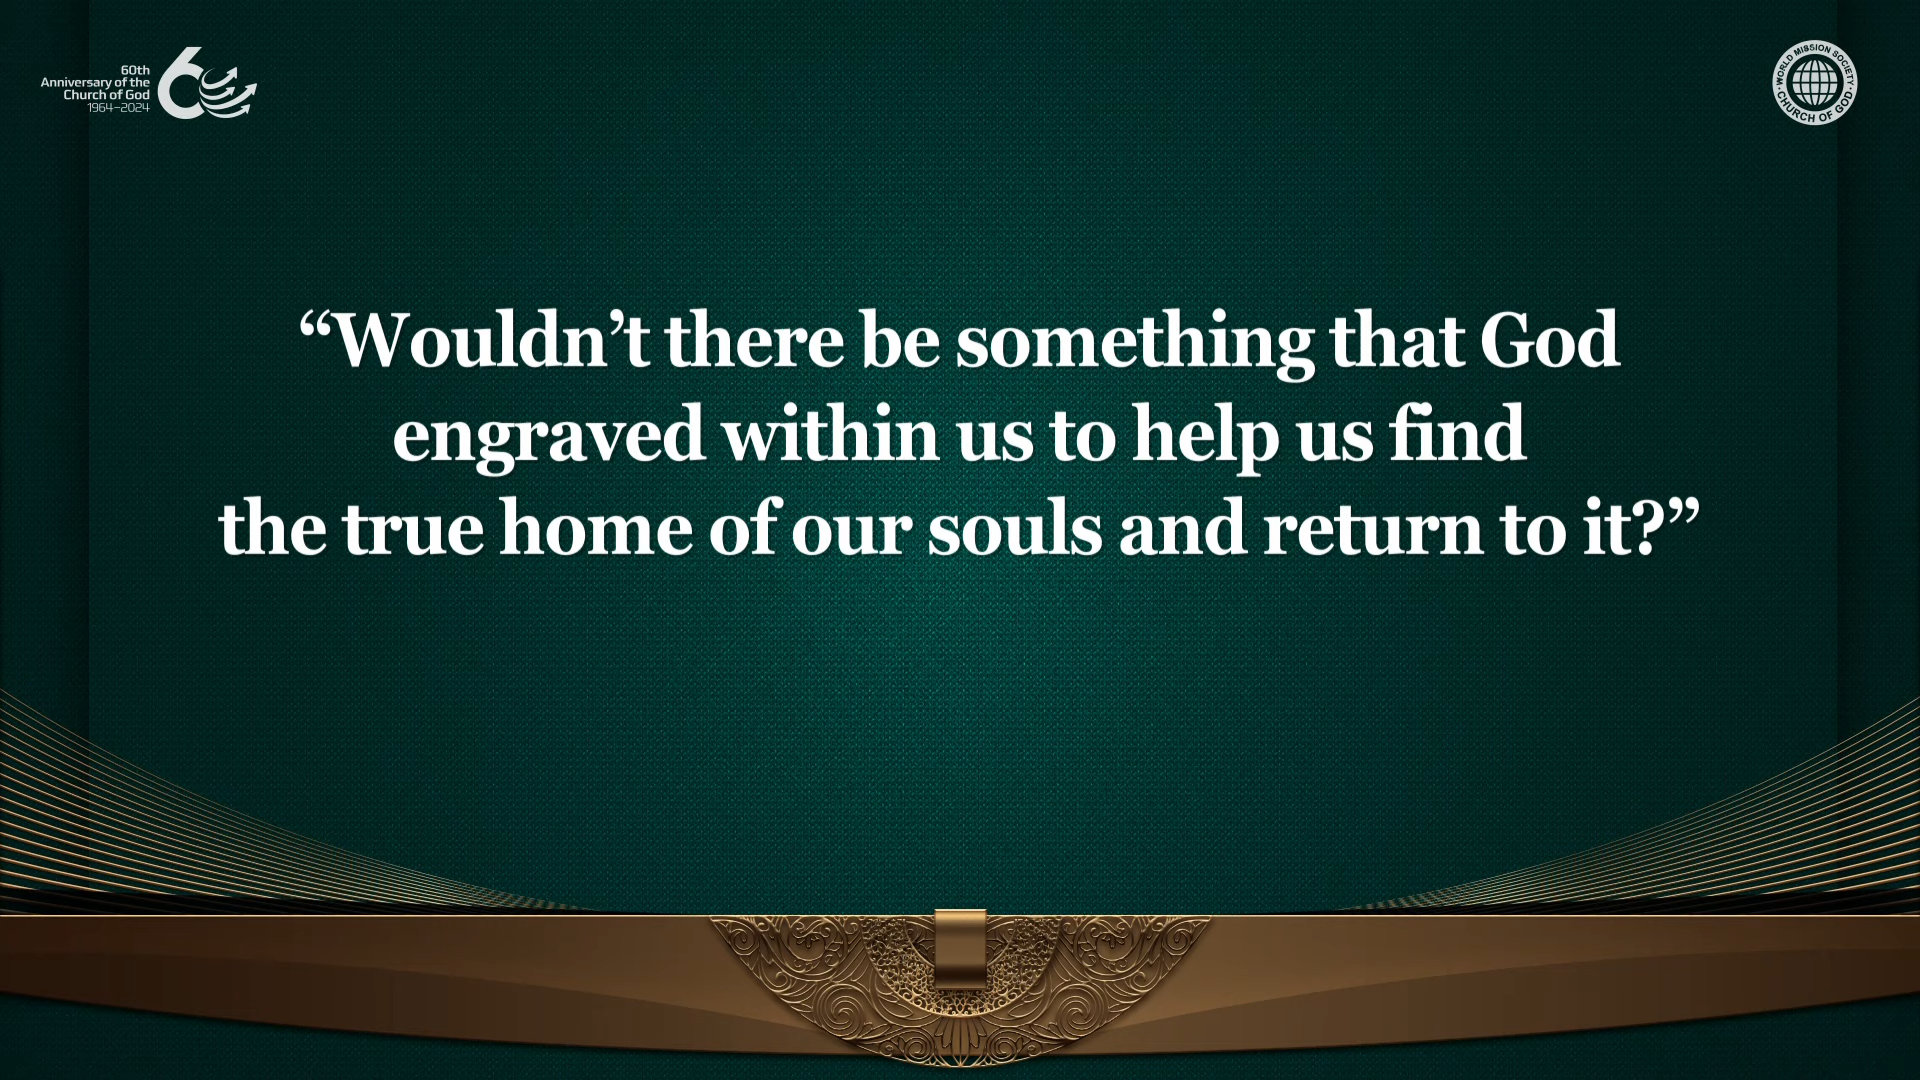 60th
Anniversary of the
Church of God
1964–2024
60
WORLD MISSION SOCIETY
CHURCH OF GOD
“Wouldn’t there be something that God
engraved within us to help us find
the true home of our souls and return to it?”